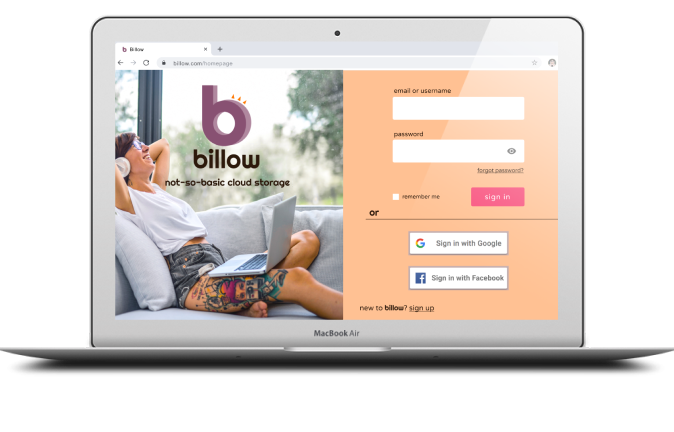 b Billow
billow.com/homepage
b
billow
not-so-basic cloud storage
email or username
password
forgot password?
remember me
sign in
or
Sign in with Google
Sign in with Facebook
new to billow? sign up
MacBook Air